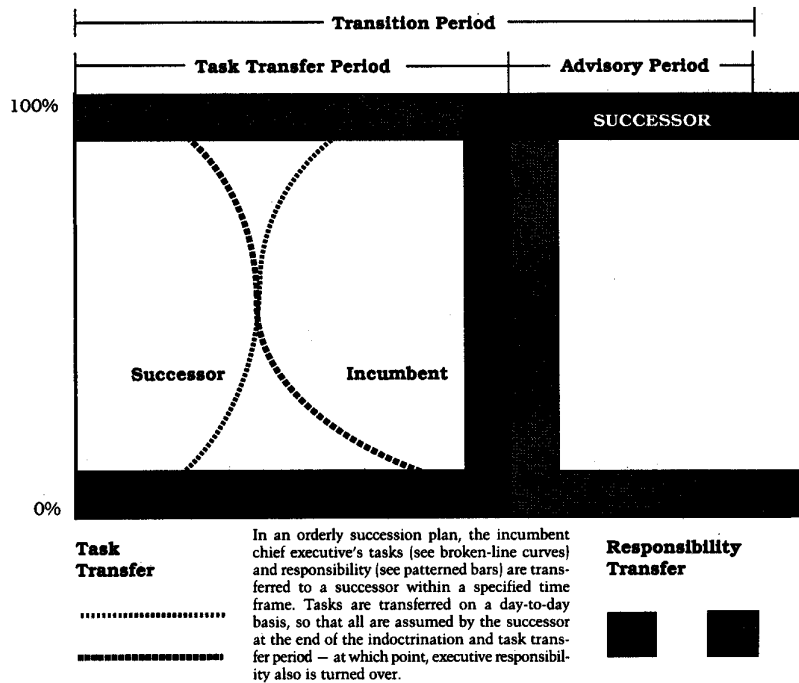 Transition Period
Task Transfer Period
Advisory Period
100%
SUCCESSOR
Successor
Incumbent
0%
Task
Transfer
In an orderly succession plan, the incumbent
chief executive's tasks (see broken-line curves)
and responsibility (see patterned bars) are trans-
ferred to a successor within a specified time
frame. Tasks are transferred on a day-to-day
basis, so that all are assumed by the successor
at the end of the indoctrination and task trans-
fer period — at which point, executive responsibil-
ity also is turned over.
Responsibility
Transfer